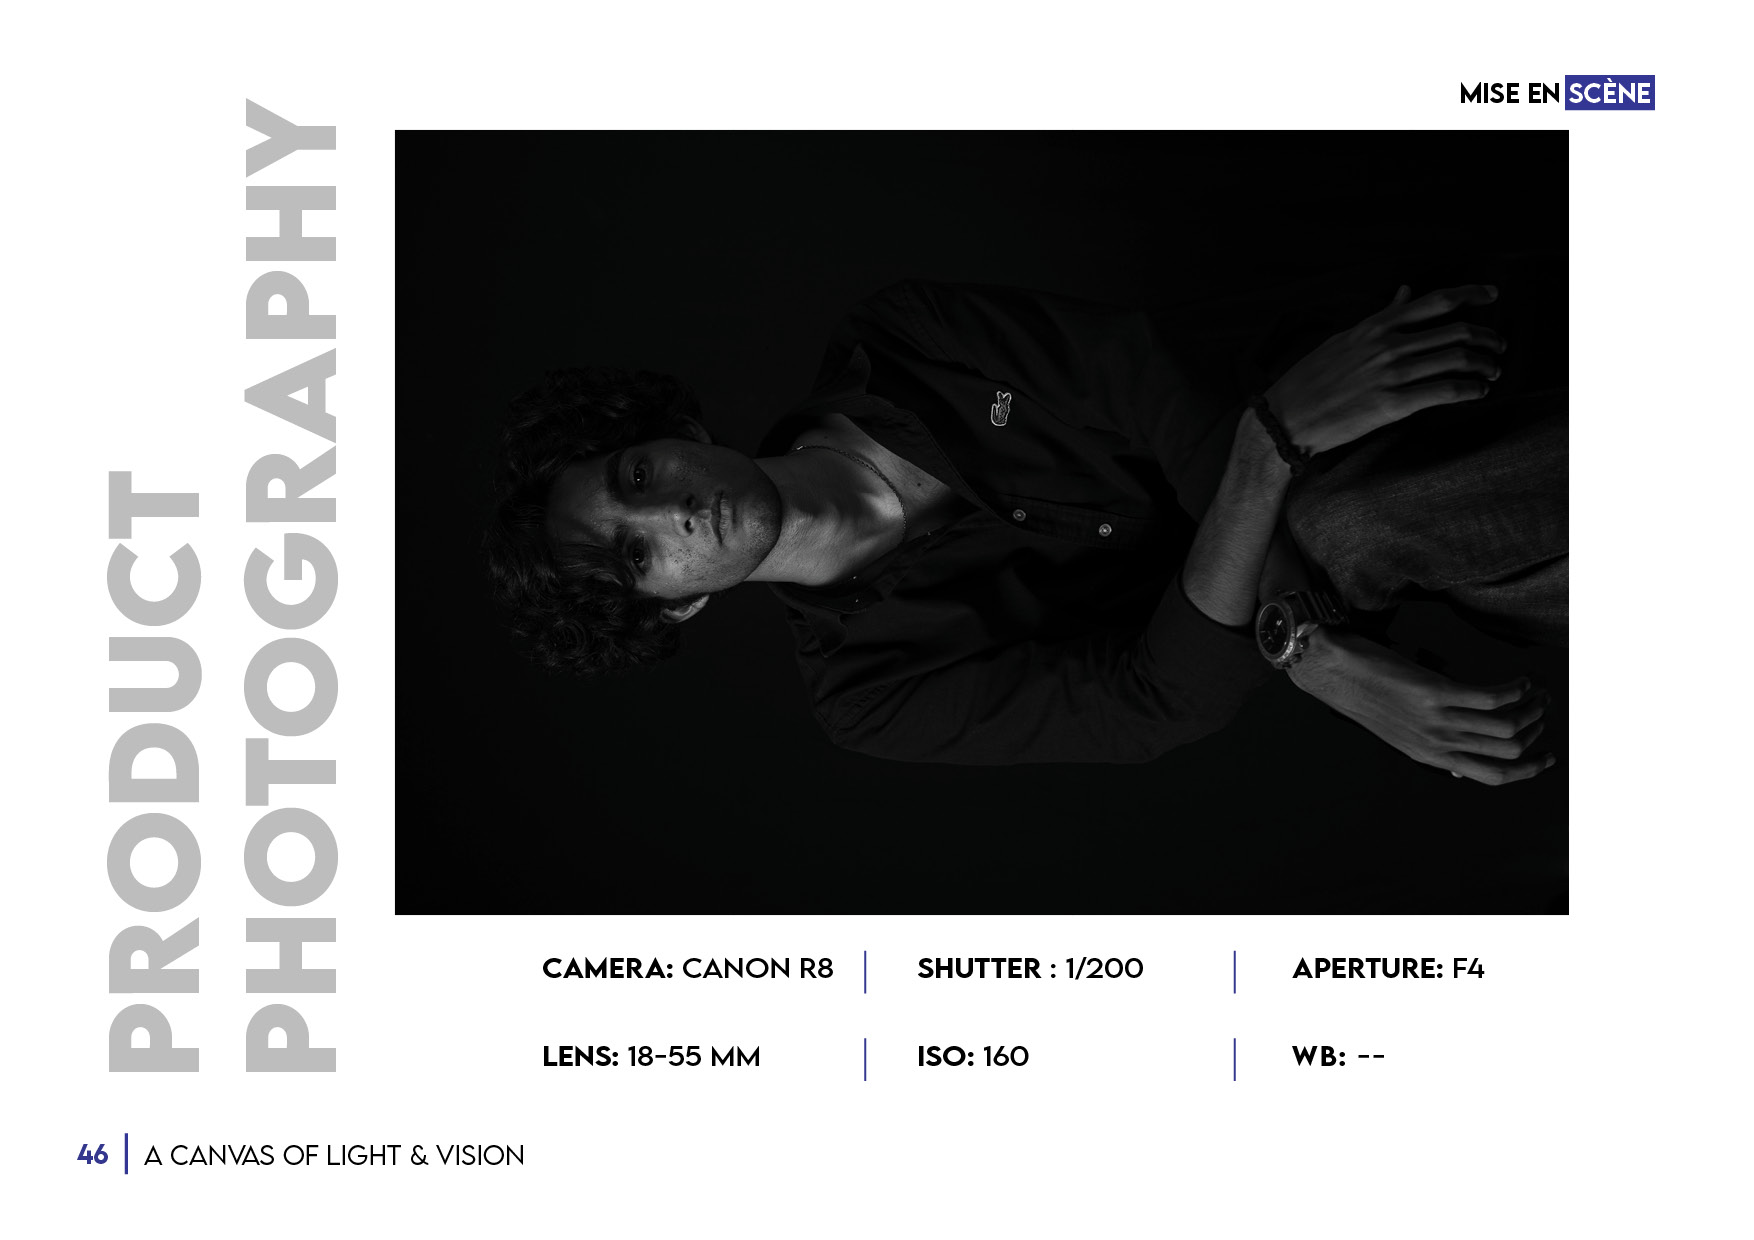 MISE EN SCÈNE
PRODUCT
PHOTOGRAPHY
CAMERA: CANON R8
SHUTTER : 1/200
APERTURE: F4
LENS: 18-55 MM
ISO: 160
WB: --
46
A CANVAS OF LIGHT & VISION